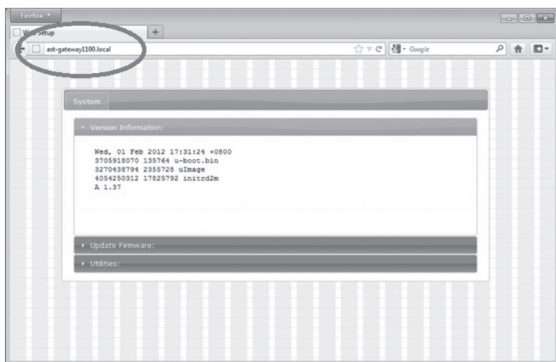 Firefox
Web Setup
ast-gateway1100.local
Google
System
Version Information:
Wed, 01 Feb 2012 17:31:24 +0800
3705918070 135764 u-boot.bin
3270438794 2355728 uImage
4054250312 17825792 initrd2m
A 1.37
Update Firmware:
Utilities: